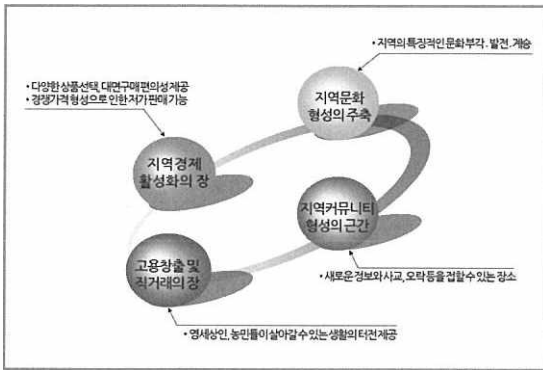 • 지역의 특징적인 문화 부각 . 발전 . 계승
지역문화
형성의 주축
• 다양한 상품선택, 대면구매 편의성 제공
• 경쟁가격 형성으로 인한 저가 판매 가능
지역경제
활성화의 장
지역커뮤니티
형성의 근간
• 새로운 정보와 사교, 오락 등을 접할 수 있는 장소
고용창출 및
직거래의 장
• 영세상인, 농민들이 살아갈 수 있는 생활의 터전 제공